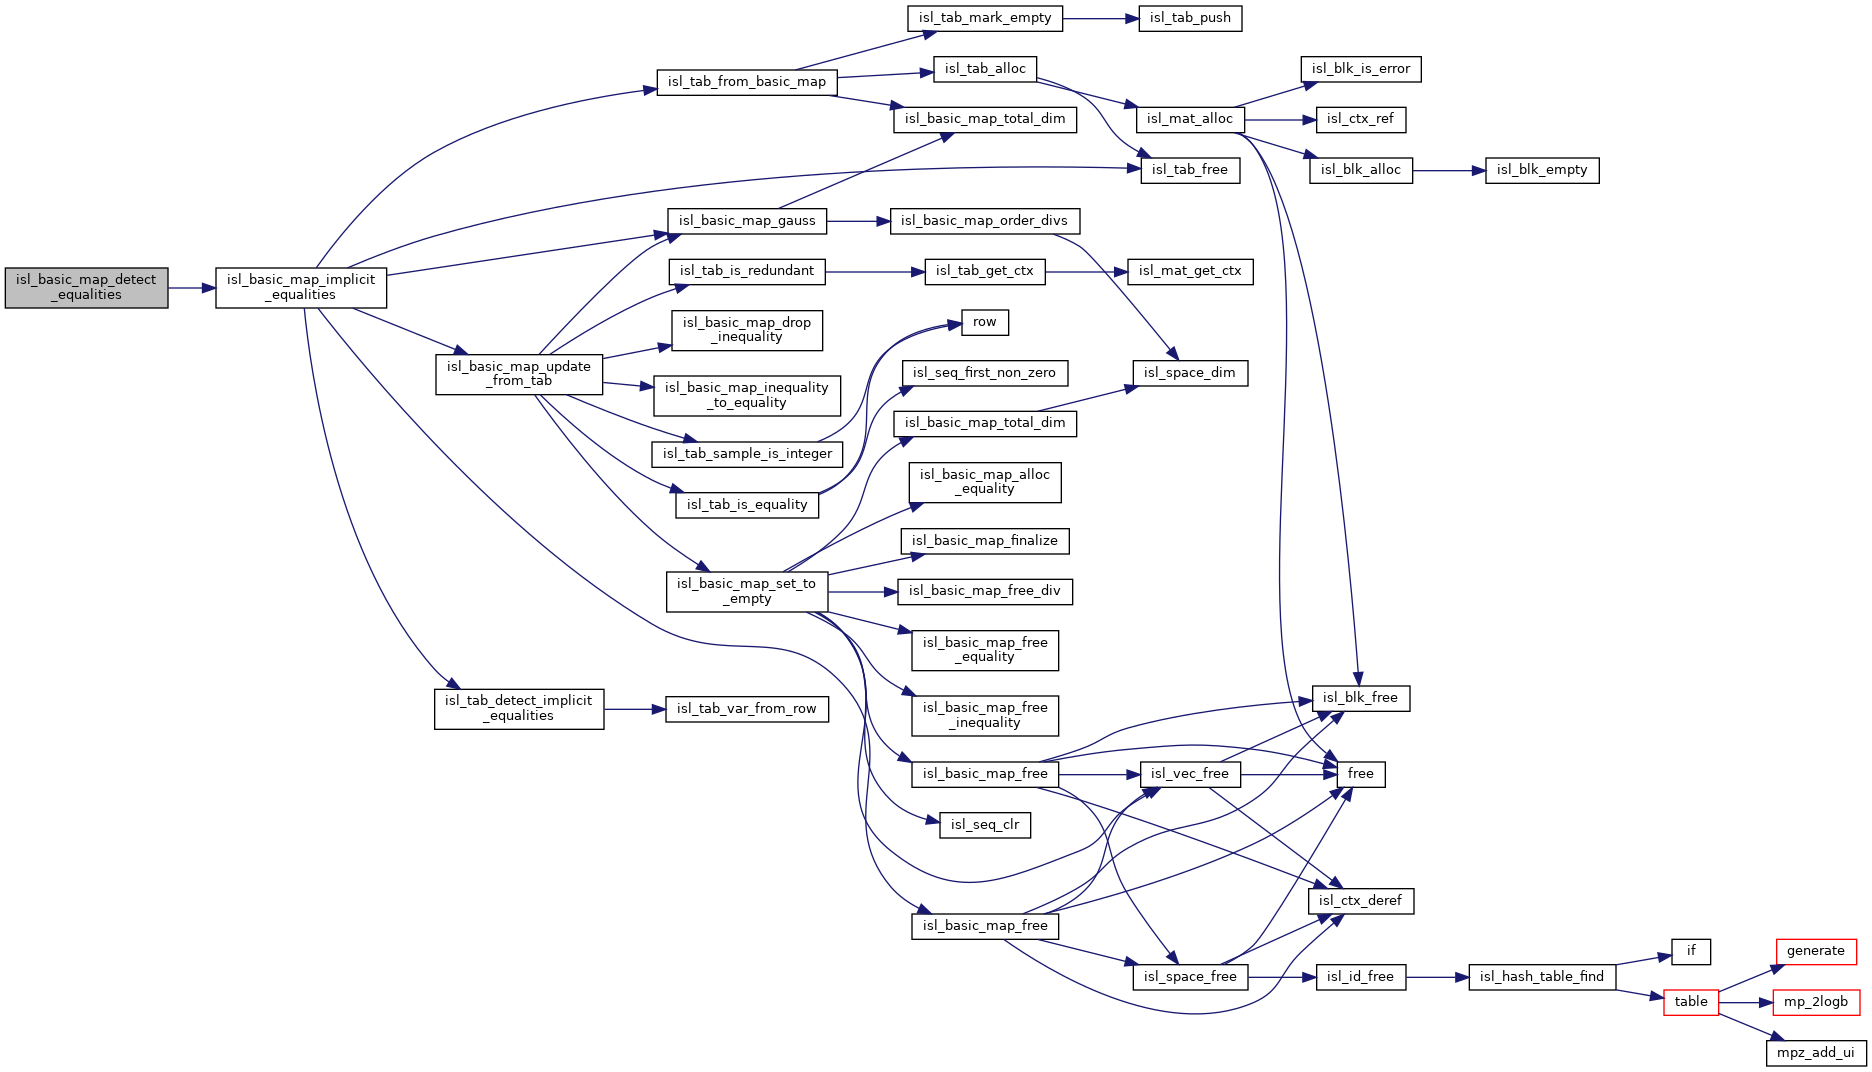 isl_tab_mark_empty
isl_tab_push
isl_tab_from_basic_map
isl_tab_alloc
isl_blk_is_error
isl_basic_map_total_dim
isl_mat_alloc
isl_ctx_ref
isl_tab_free
isl_blk_alloc
isl_blk_empty
isl_basic_map_gauss
isl_basic_map_order_divs
isl_basic_map_detect
_equalities
isl_basic_map_implicit
_equalities
isl_tab_is_redundant
isl_tab_get_ctx
isl_mat_get_ctx
isl_basic_map_drop
_inequality
row
isl_basic_map_update
_from_tab
isl_seq_first_non_zero
isl_space_dim
isl_basic_map_inequality
_to_equality
isl_basic_map_total_dim
isl_tab_sample_is_integer
isl_basic_map_alloc
_equality
isl_tab_is_equality
isl_basic_map_finalize
isl_basic_map_set_to
_empty
isl_basic_map_free_div
isl_basic_map_free
_equality
isl_tab_detect_implicit
_equalities
isl_tab_var_from_row
isl_basic_map_free
_inequality
isl_blk_free
isl_basic_map_free
isl_vec_free
free
isl_seq_clr
isl_ctx_deref
isl_basic_map_free
isl_space_free
isl_id_free
isl_hash_table_find
if
generate
table
mp_2logb
mpz_add_ui